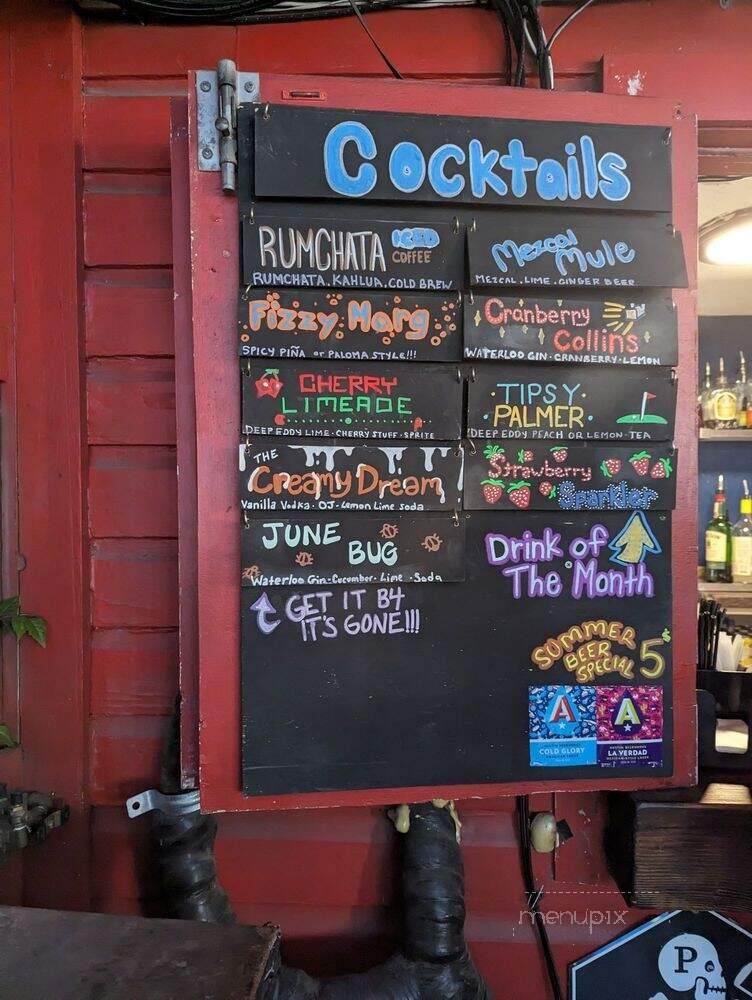 Cocktails
RUMCHATA ICED COFFEE
RUMCHATA, KAHLUA, COLD BREW
Mezcal Mule
MEZCAL, LIME, GINGER BEER
Fizzy Marg
SPICY PIÑA or PALOMA STYLE!!!
Cranberry Collins
WATERLOO GIN · CRANBERRY · LEMON
CHERRY
LIMEADE
DEEP EDDY LIME · CHERRY STUFF · SPRITE
TIPSY
PALMER
DEEP EDDY PEACH OR LEMON · TEA
THE
Creamy Dream
Vanilla Vodka · OJ · Lemon Lime Soda
Strawberry
Sparkler
JUNE
BUG
Waterloo Gin · Cucumber · Lime · Soda
GET IT B4
IT'S GONE!!!
Drink of
The Month
SUMMER
BEER
SPECIAL 5$
A
COLD GLORY
A
LA VERDAD
menupix
P